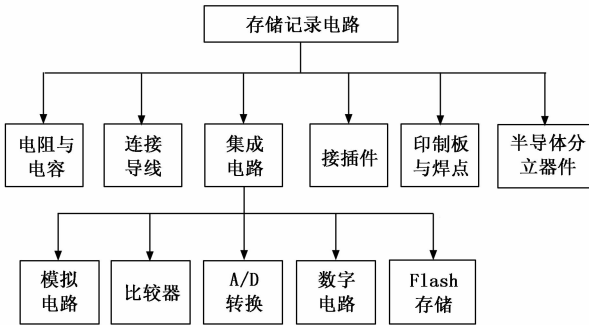 存储记录电路
电阻与
电容
连接
导线
集成
电路
接插件
印制板
与焊点
半导体分
立器件
模拟
电路
比较器
A/D
转换
数字
电路
Flash
存储